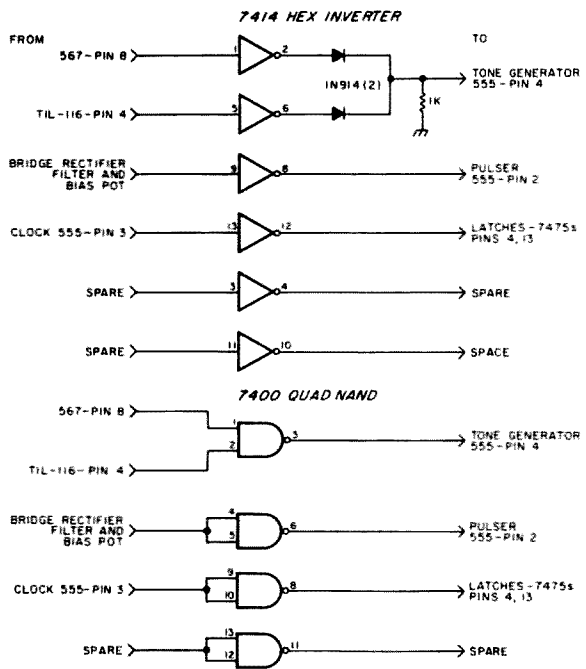 7414 HEX INVERTER
FROM
TO
567-PIN 8
1
2
1N914(2)
1K
TONE GENERATOR
555-PIN 4
TIL-116-PIN 4
5
6
BRIDGE RECTIFIER
FILTER AND
BIAS POT
9
8
PULSER
555-PIN 2
CLOCK 555-PIN 3
13
12
LATCHES-7475s
PINS 4, 13
SPARE
3
4
SPARE
SPARE
11
10
SPACE
7400 QUAD NAND
567-PIN 8
1
2
3
TONE GENERATOR
555-PIN 4
TIL-116-PIN 4
BRIDGE RECTIFIER
FILTER AND
BIAS POT
4
5
6
PULSER
555-PIN 2
CLOCK 555-PIN 3
9
10
8
LATCHES-7475s
PINS 4, 13
SPARE
13
12
11
SPARE